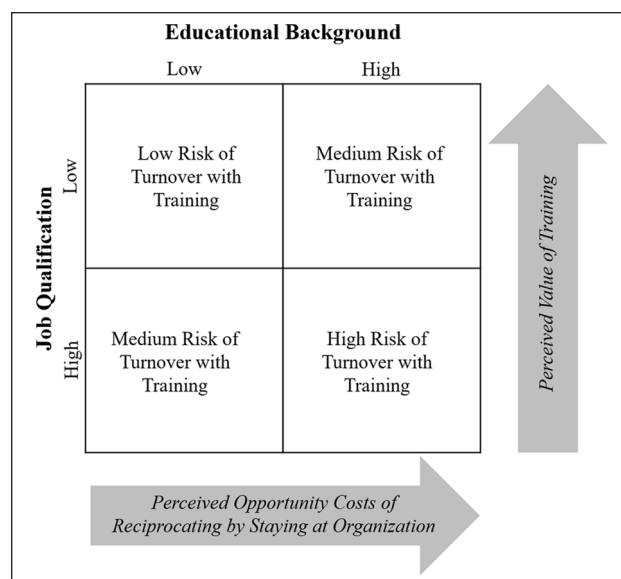 Educational Background
Low
High
Job Qualification
Low
High
Low Risk of
Turnover with
Training
Medium Risk of
Turnover with
Training
Medium Risk of
Turnover with
Training
High Risk of
Turnover with
Training
Perceived Value of Training
Perceived Opportunity Costs of
Reciprocating by Staying at Organization